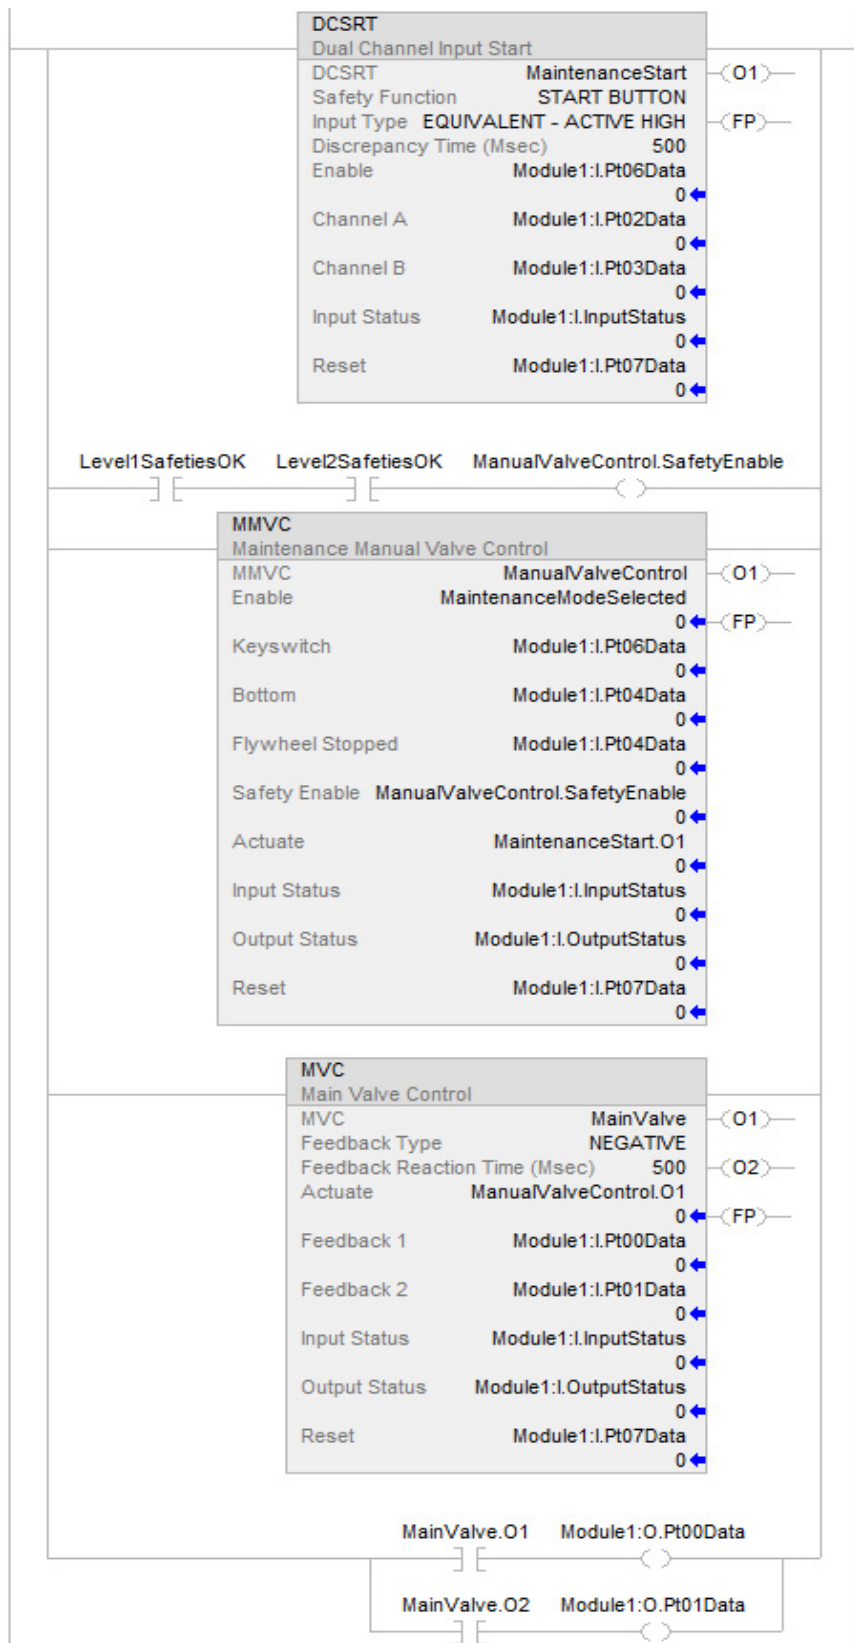 DCSRT
Dual Channel Input Start
DCSRT MaintenanceStart O1
Safety Function START BUTTON
Input Type EQUIVALENT - ACTIVE HIGH FP
Discrepancy Time (Msec) 500
Enable Module1:I.Pt06Data
0
Channel A Module1:I.Pt02Data
0
Channel B Module1:I.Pt03Data
0
Input Status Module1:I.InputStatus
0
Reset Module1:I.Pt07Data
0
Level1SafetiesOK Level2SafetiesOK ManualValveControl.SafetyEnable
MMVC
Maintenance Manual Valve Control
MMVC ManualValveControl O1
Enable MaintenanceModeSelected
0 FP
Keyswitch Module1:I.Pt06Data
0
Bottom Module1:I.Pt04Data
0
Flywheel Stopped Module1:I.Pt04Data
0
Safety Enable ManualValveControl.SafetyEnable
0
Actuate MaintenanceStart.O1
0
Input Status Module1:I.InputStatus
0
Output Status Module1:I.OutputStatus
0
Reset Module1:I.Pt07Data
0
MVC
Main Valve Control
MVC MainValve O1
Feedback Type NEGATIVE
Feedback Reaction Time (Msec) 500 O2
Actuate ManualValveControl.O1
0 FP
Feedback 1 Module1:I.Pt00Data
0
Feedback 2 Module1:I.Pt01Data
0
Input Status Module1:I.InputStatus
0
Output Status Module1:I.OutputStatus
0
Reset Module1:I.Pt07Data
0
MainValve.O1 Module1:O.Pt00Data
MainValve.O2 Module1:O.Pt01Data